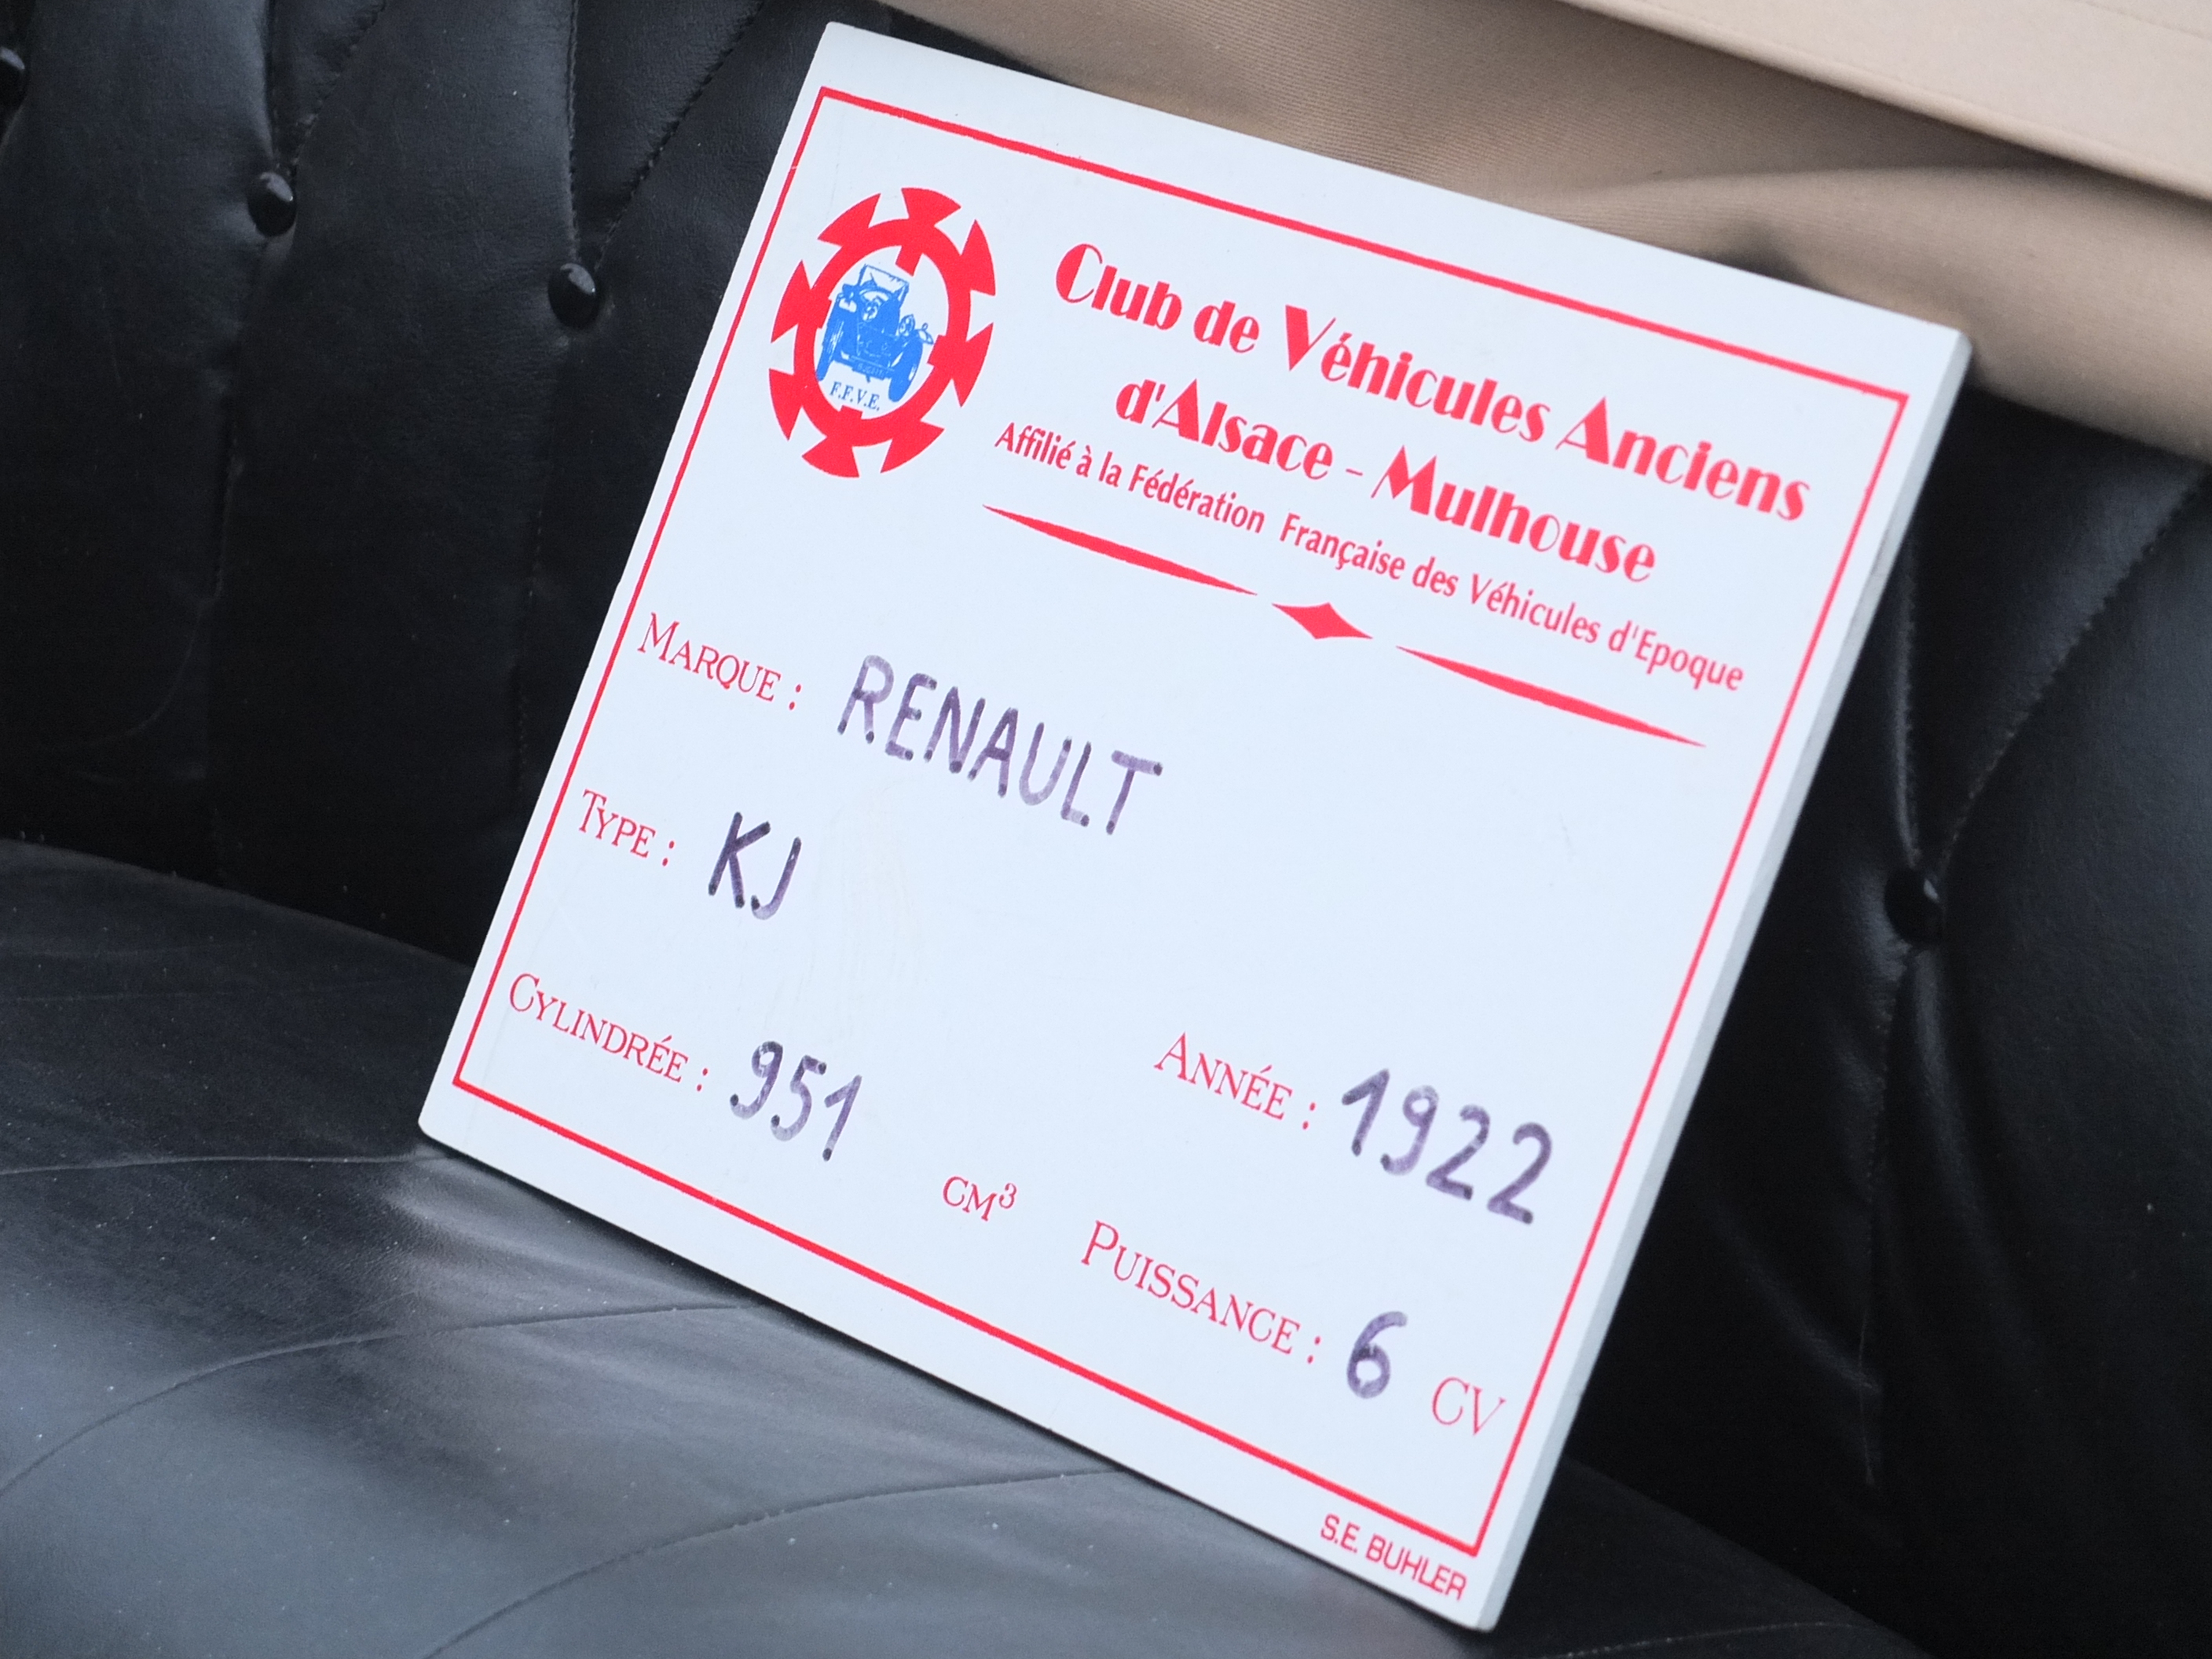 Club de Véhicules Anciens
d'Alsace - Mulhouse
Affilié à la Fédération Française des Véhicules d'Epoque
F.F.V.E.
MARQUE : RENAULT
TYPE : KJ
CYLINDRÉE : 951 CM³
ANNÉE : 1922
PUISSANCE : 6 CV
S.E. BUHLER